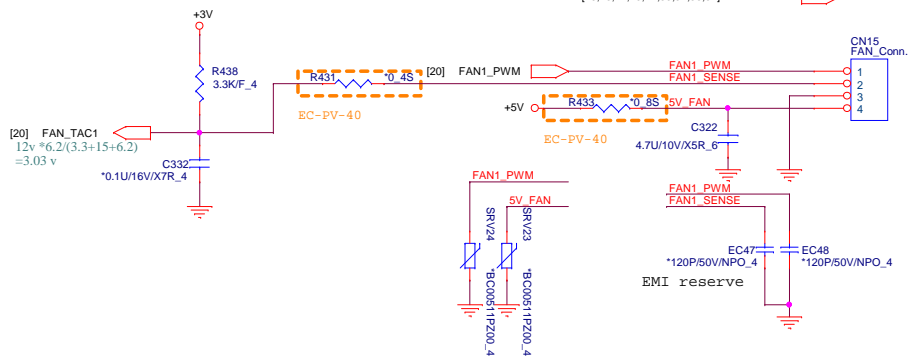 +3V
R438
3.3K/F_4
R431
*0_4S
EC-PV-40
[20] FAN1_PWM
FAN1_PWM
FAN1_SENSE
CN15
FAN_Conn.
1
2
3
4
+5V
R433
*0_8S
5V_FAN
EC-PV-40
C322
4.7U/10V/X5R_6
[20] FAN_TAC1
12v *6.2/(3.3+15+6.2)
=3.03 v
C332
*0.1U/16V/X7R_4
FAN1_PWM
5V_FAN
SRV24
*BC00511PZ00_4
SRV23
*BC00511PZ00_4
FAN1_PWM
FAN1_SENSE
EC47
*120P/50V/NPO_4
EC48
*120P/50V/NPO_4
EMI reserve